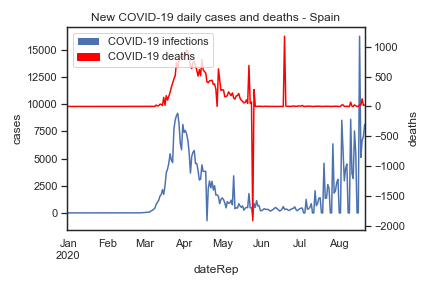 New COVID-19 daily cases and deaths - Spain
COVID-19 infections
COVID-19 deaths
15000
12500
10000
7500
5000
2500
0
cases
1000
500
0
−500
−1000
−1500
−2000
deaths
Jan Feb Mar Apr May Jun Jul Aug
2020
dateRep